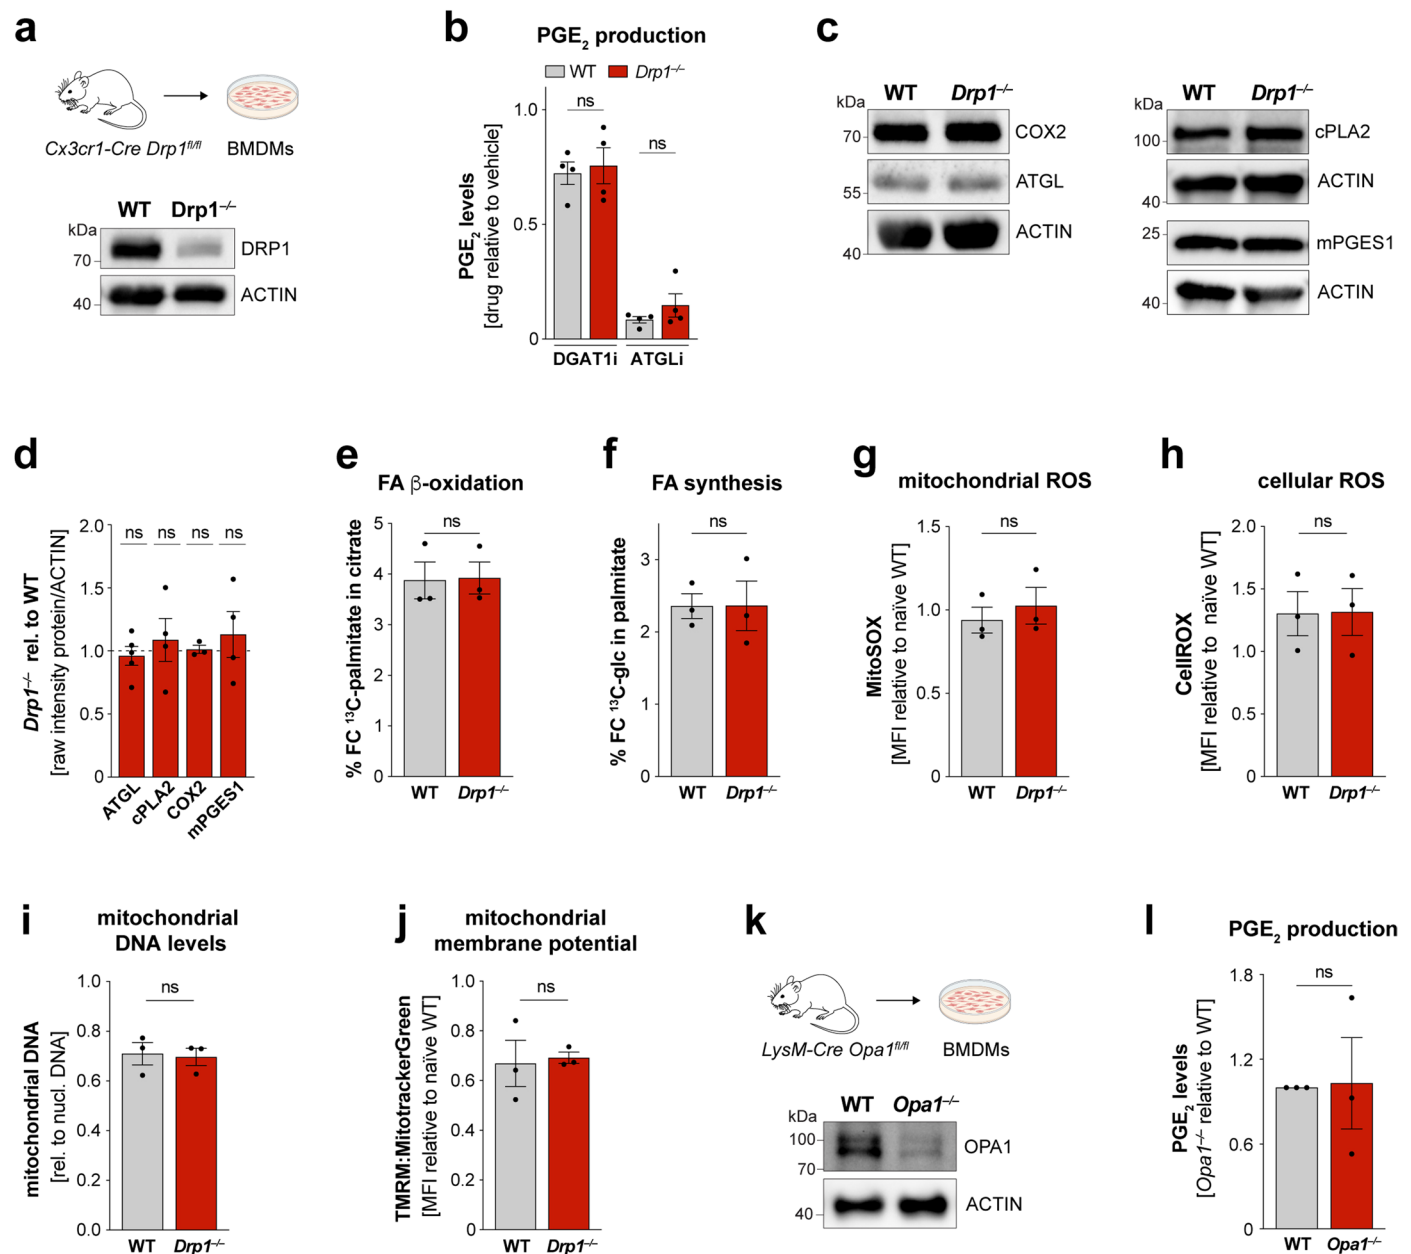 a
Cx3cr1-Cre Drp1fl/fl
BMDMs
WT Drp1–/–
kDa
70
DRP1
40
ACTIN
b
PGE2 production
WT Drp1–/–
PGE2 levels
[drug relative to vehicle]
1.0
0.5
0
ns
ns
DGAT1i ATGLi
c
WT Drp1–/–
kDa
70
COX2
55
ATGL
40
ACTIN
WT Drp1–/–
kDa
100
cPLA2
40
ACTIN
25
mPGES1
40
ACTIN
d
Drp1–/– rel. to WT
[raw intensity protein/ACTIN]
2.0
1.5
1.0
0.5
0
ns ns ns ns
ATGL
cPLA2
COX2
mPGES1
e
FA β-oxidation
% FC 13C-palmitate in citrate
5
4
3
2
1
0
ns
WT Drp1–/–
f
FA synthesis
% FC 13C-glc in palmitate
3
2
1
0
ns
WT Drp1–/–
g
mitochondrial ROS
MitoSOX
[MFI relative to naïve WT]
1.5
1.0
0.5
0
ns
WT Drp1–/–
h
cellular ROS
CellROX
[MFI relative to naïve WT]
2.0
1.5
1.0
0.5
0
ns
WT Drp1–/–
i
mitochondrial
DNA levels
mitochondrial DNA
[rel. to nucl. DNA]
1.0
0.8
0.6
0.4
0.2
0.0
ns
WT Drp1–/–
j
mitochondrial
membrane potential
TMRM:MitotrackerGreen
[MFI relative to naïve WT]
1.0
0.8
0.6
0.4
0.2
0
ns
WT Drp1–/–
k
LysM-Cre Opa1fl/fl
BMDMs
WT Opa1–/–
kDa
100
70
OPA1
40
ACTIN
l
PGE2 production
PGE2 levels
[Opa1–/– relative to WT]
1.8
1.2
0.6
0
ns
WT Opa1–/–